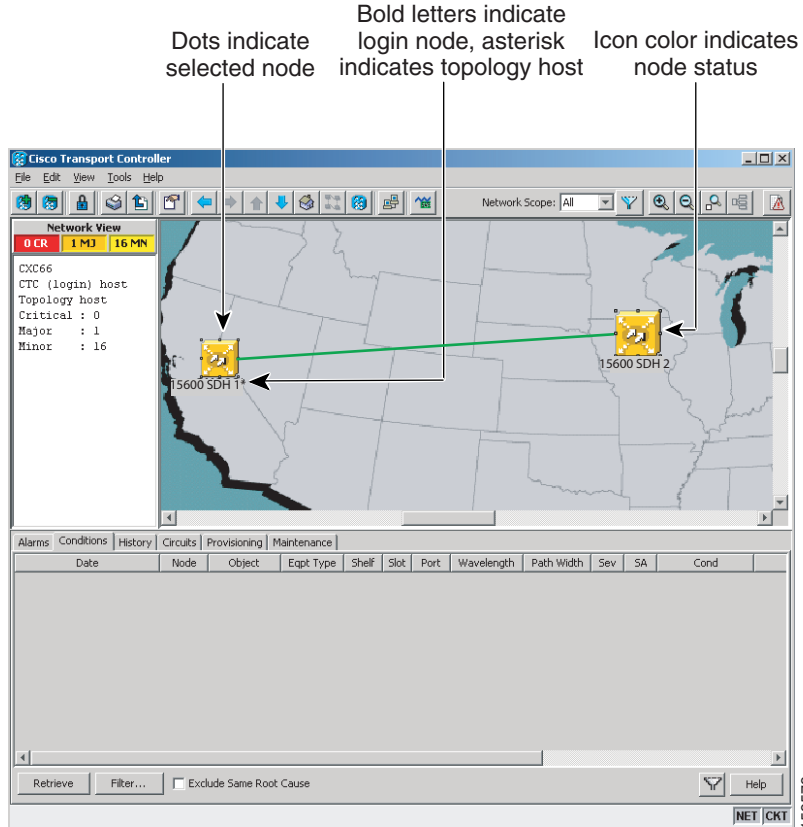 Bold letters indicate
login node, asterisk
indicates topology host
Dots indicate
selected node
Icon color indicates
node status
Cisco Transport Controller
File Edit View Tools Help
Network Scope: All
Network View
0 CR 1 MJ 16 MN
CXC66
CTC (login) host
Topology host
Critical : 0
Major : 1
Minor : 16
15600 SDH 1*
15600 SDH 2
Alarms Conditions History Circuits Provisioning Maintenance
Date Node Object Eqpt Type Shelf Slot Port Wavelength Path Width Sev SA Cond
Retrieve Filter... Exclude Same Root Cause Help
NET CKT